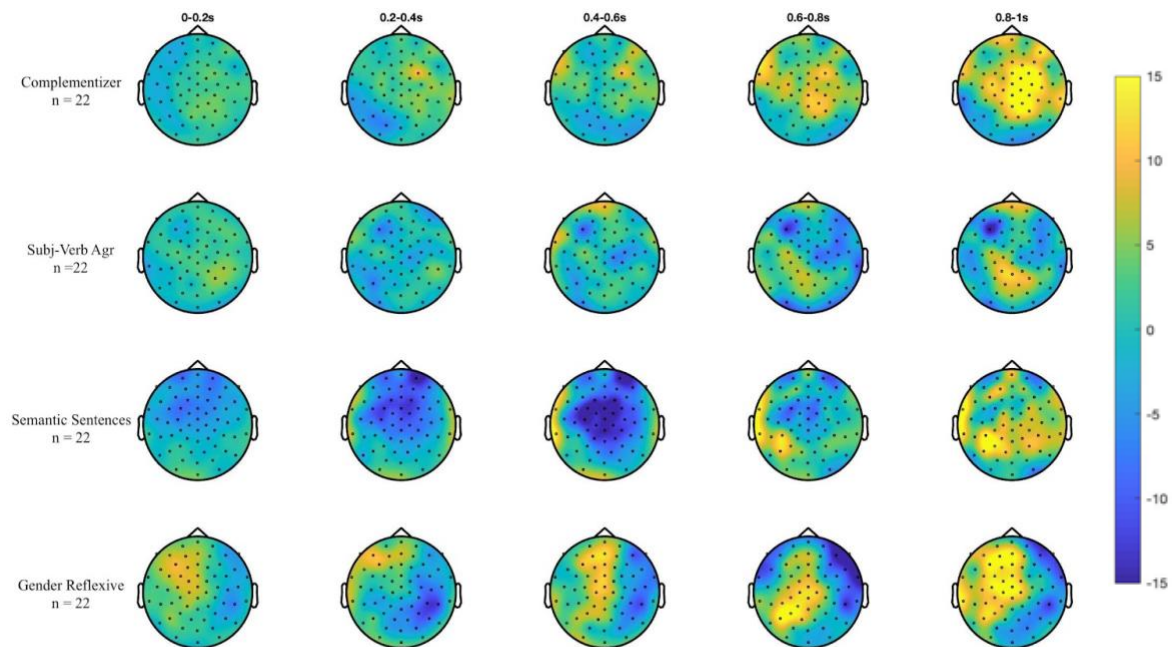 0-0.2s 0.2-0.4s 0.4-0.6s 0.6-0.8s 0.8-1s
Complementizer
n = 22
Subj-Verb Agr
n =22
Semantic Sentences
n = 22
Gender Reflexive
n = 22
15
10
5
0
-5
-10
-15